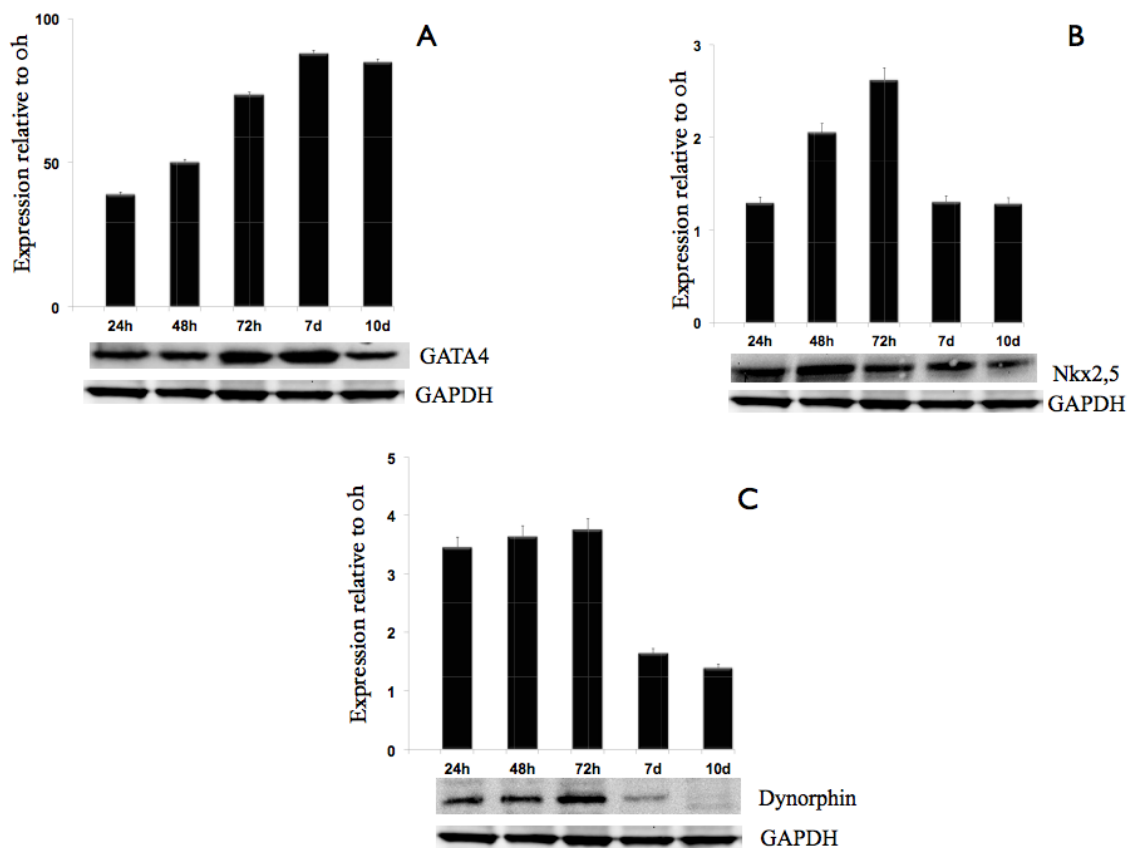 A
Expression relative to oh
100
50
0
24h 48h 72h 7d 10d
GATA4
GAPDH
B
Expression relative to oh
3
2
1
0
24h 48h 72h 7d 10d
Nkx2,5
GAPDH
C
Expression relative to oh
5
4
3
2
1
0
24h 48h 72h 7d 10d
Dynorphin
GAPDH